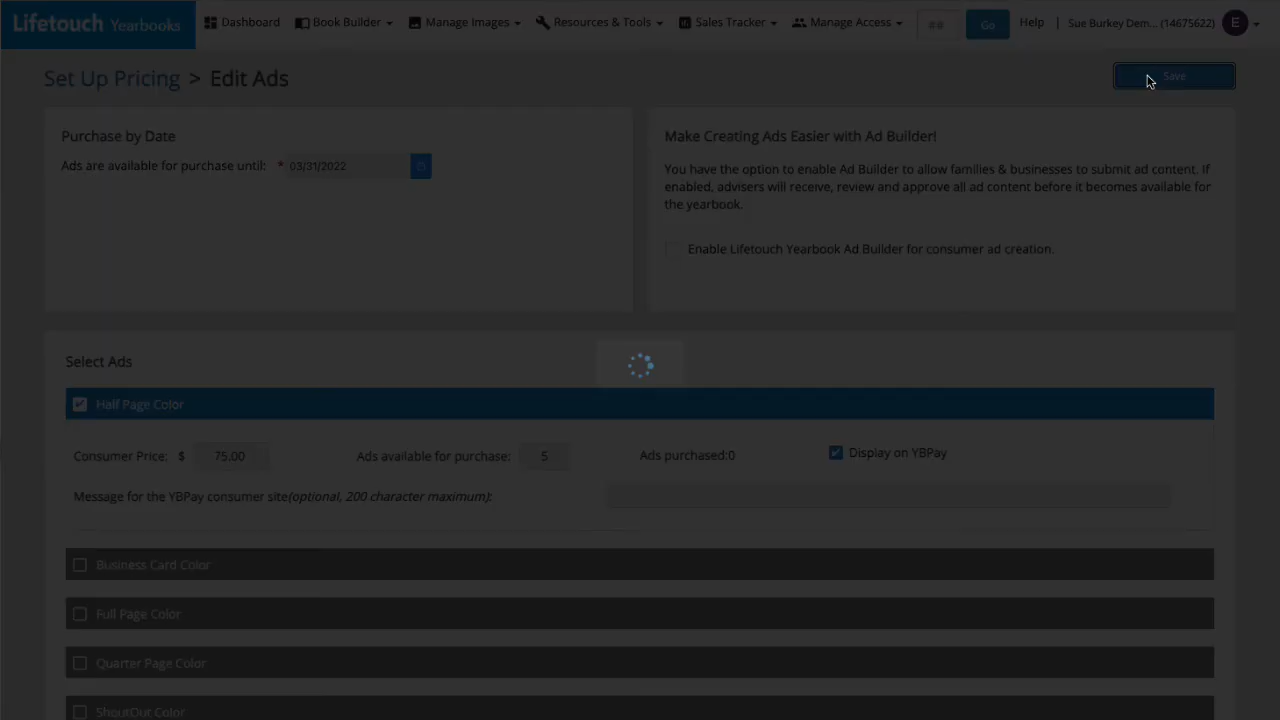 Lifetouch Yearbooks Dashboard Book Builder Manage Images Resources & Tools Sales Tracker Manage Access ## Go Help | Sue Burkey Dem... (14675622) E
Set Up Pricing > Edit Ads Save
Purchase by Date
Ads are available for purchase until: * 03/31/2022
Make Creating Ads Easier with Ad Builder!
You have the option to enable Ad Builder to allow families & businesses to submit ad content. If
enabled, advisers will receive, review and approve all ad content before it becomes available for
the yearbook.
Enable Lifetouch Yearbook Ad Builder for consumer ad creation.
Select Ads
Half Page Color
Consumer Price: $ 75.00 Ads available for purchase: 5 Ads purchased:0 Display on YBPay
Message for the YBPay consumer site(optional, 200 character maximum):
Business Card Color
Full Page Color
Quarter Page Color
ShoutOut Color